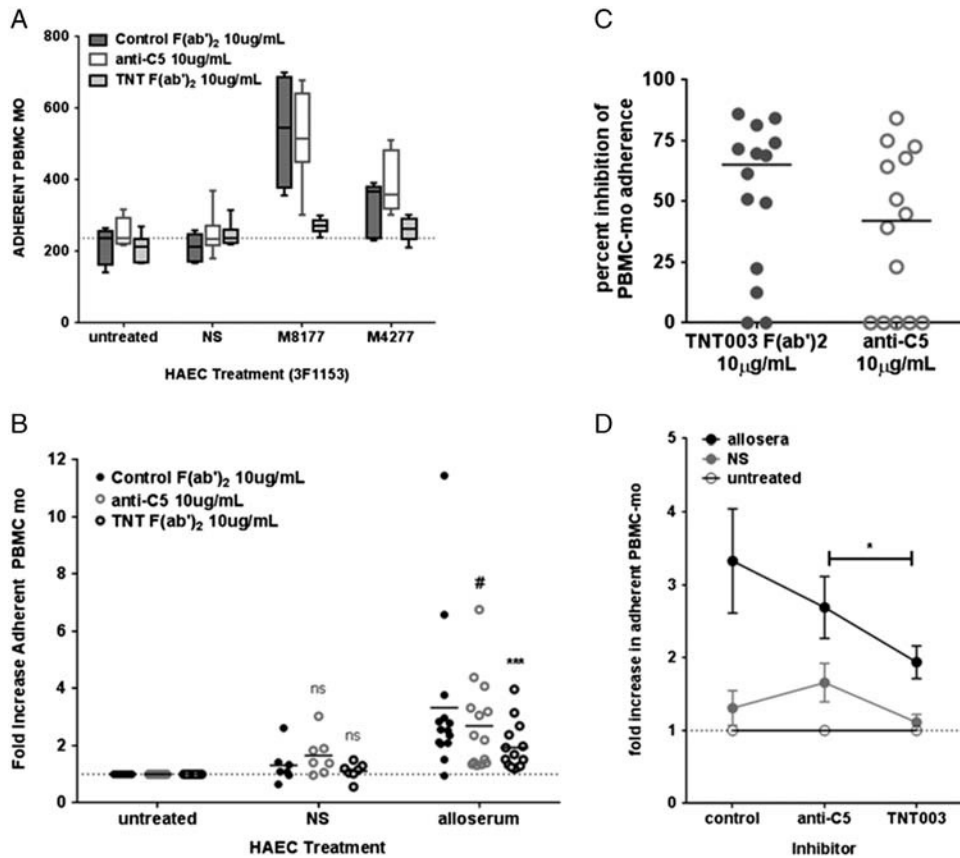 A
ADHERENT PBMC MO
800
600
400
200
0
Control F(ab')₂ 10ug/mL
anti-C5 10ug/mL
TNT F(ab')₂ 10ug/mL
untreated NS M8177 M4277
HAEC Treatment (3F1153)
B
Fold Increase Adherent PBMC mo
12
10
8
6
4
2
0
Control F(ab')₂ 10ug/mL
anti-C5 10ug/mL
TNT F(ab')₂ 10ug/mL
ns
ns
#
***
untreated NS alloserum
HAEC Treatment
C
percent inhibition of
PBMC-mo adherence
100
75
50
25
0
TNT003 F(ab')2 anti-C5
10μg/mL 10μg/mL
D
fold increase in adherent PBMC-mo
5
4
3
2
1
0
allosera
NS
untreated
*
control anti-C5 TNT003
Inhibitor